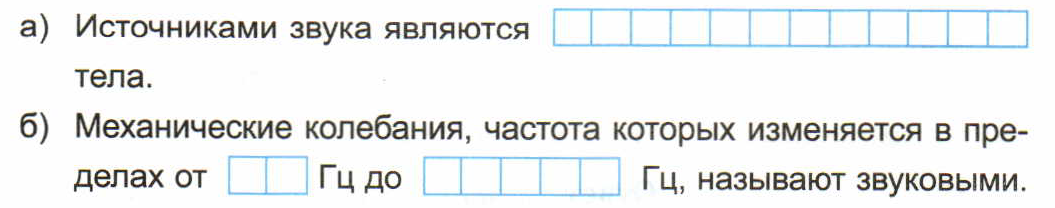 а) Источниками звука являются
тела.
б) Механические колебания, частота которых изменяется в пре-
делах от Гц до Гц, называют звуковыми.